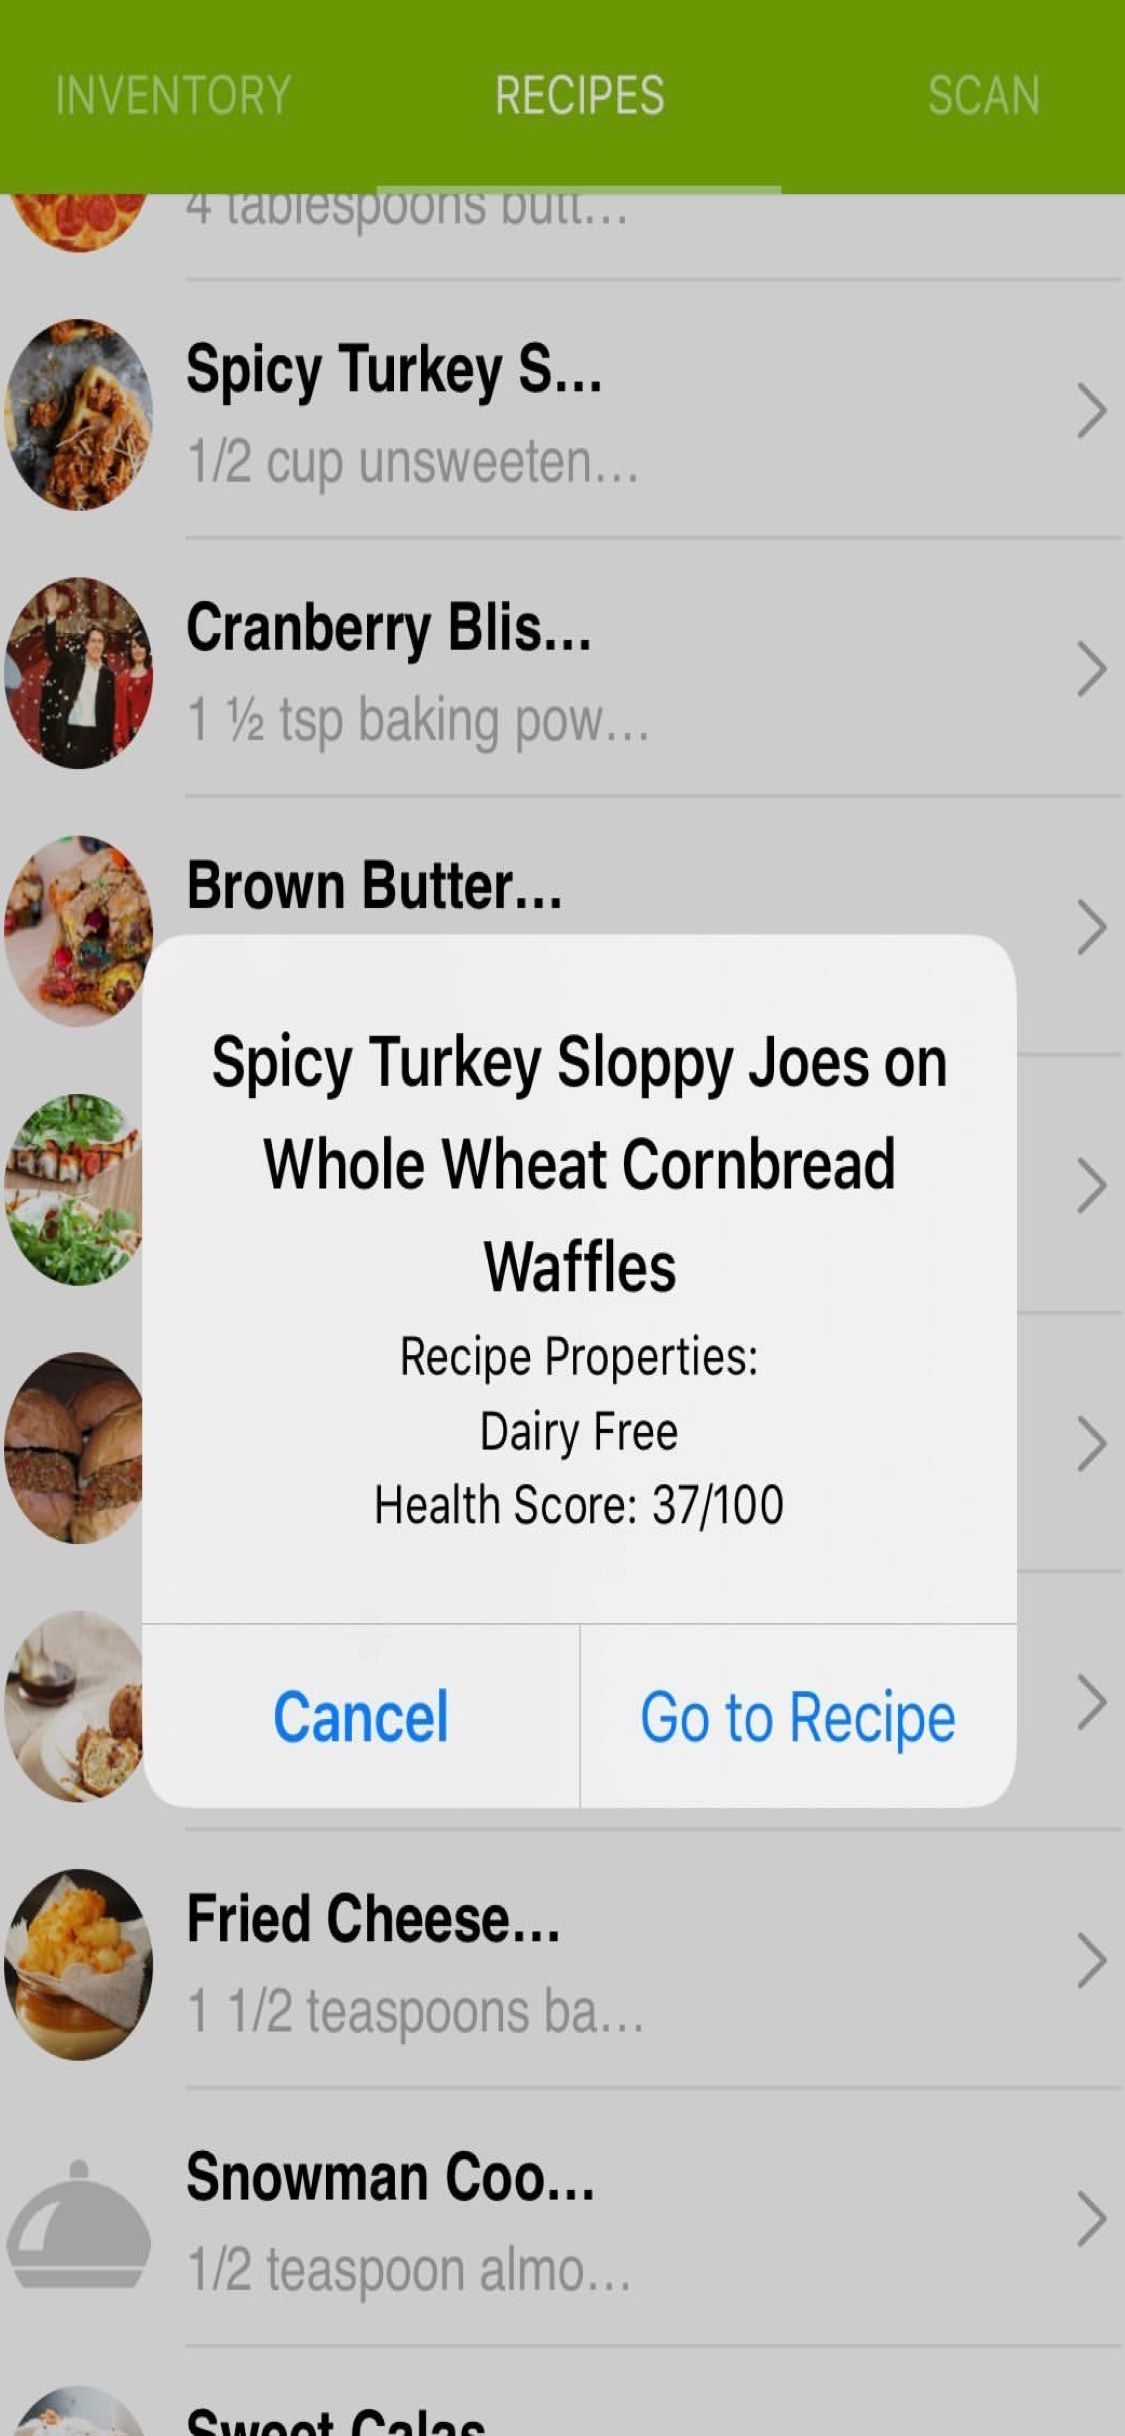 INVENTORY RECIPES SCAN
4 tablespoons butt...
Spicy Turkey S...
1/2 cup unsweeten...
Cranberry Blis...
1 ½ tsp baking pow...
Brown Butter...
Spicy Turkey Sloppy Joes on
Whole Wheat Cornbread
Waffles
Recipe Properties:
Dairy Free
Health Score: 37/100
Cancel Go to Recipe
Fried Cheese...
1 1/2 teaspoons ba...
Snowman Coo...
1/2 teaspoon almo...
Sweet Calas